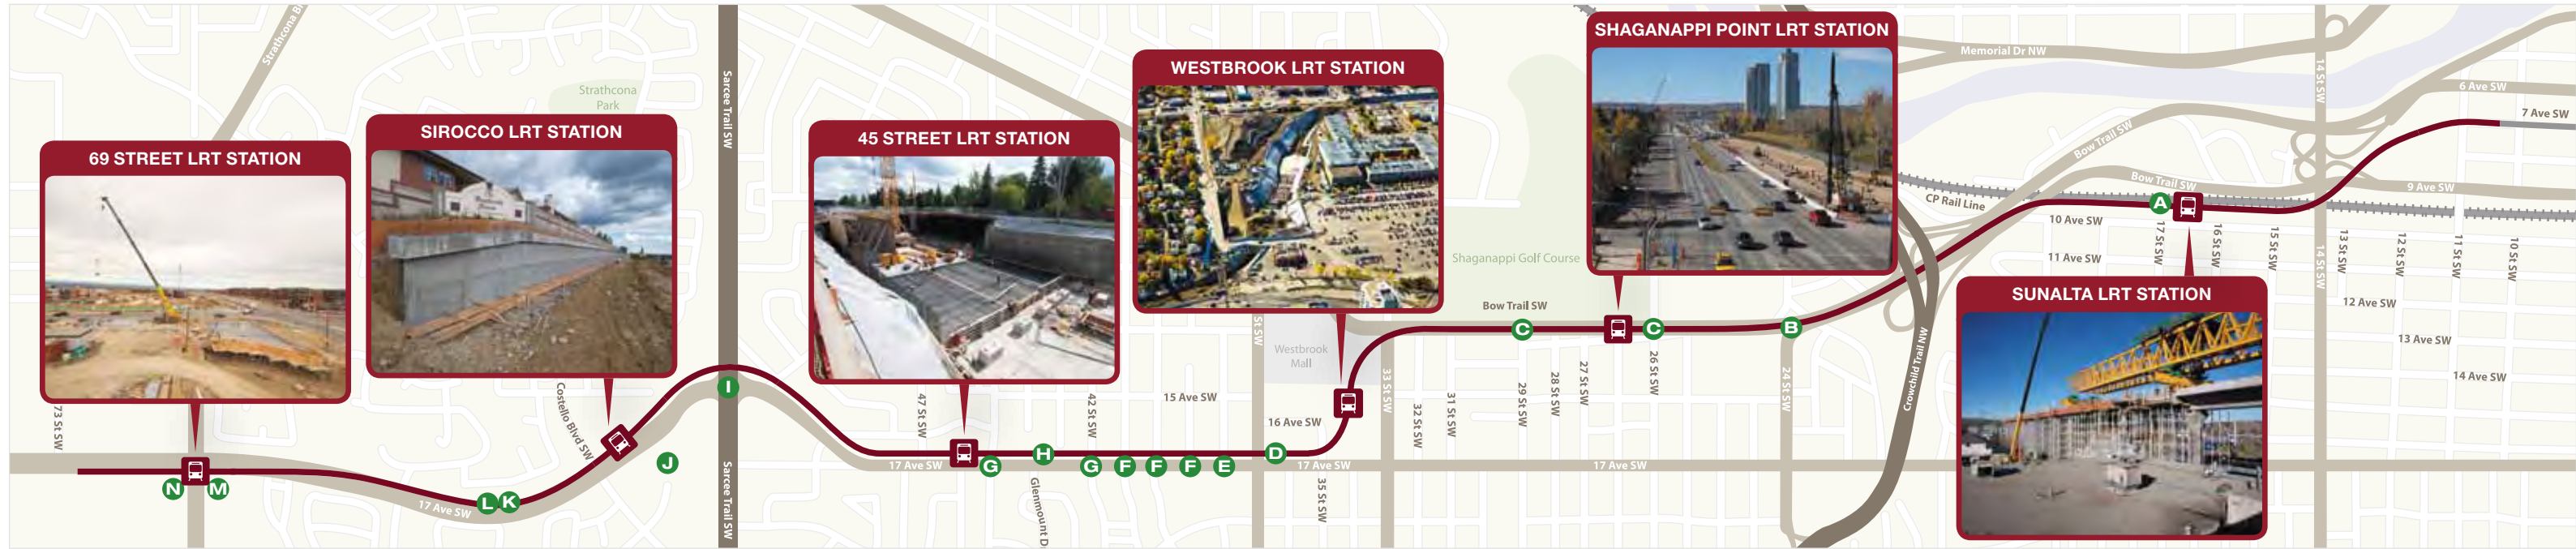 Strathcona B
Strathcona
Park
Sarcee Trail SW
69 STREET LRT STATION
SIROCCO LRT STATION
45 STREET LRT STATION
WESTBROOK LRT STATION
SHAGANAPPI POINT LRT STATION
SUNALTA LRT STATION
Memorial Dr NW
14 St SW
6 Ave SW
7 Ave SW
Bow Trail SW
Bow Trail SW
9 Ave SW
CP Rail Line
A
10 Ave SW
17 St SW
16 St SW
15 St SW
14 St SW
13 St SW
12 St SW
11 St SW
10 St SW
11 Ave SW
12 Ave SW
13 Ave SW
14 Ave SW
Shaganappi Golf Course
Bow Trail SW
C
C
B
St SW
Westbrook
Mall
33 St SW
32 St SW
31 St SW
29 St SW
28 St SW
27 St SW
26 St SW
24 St SW
Crowchild Trail NW
73 St SW
Costello Blvd SW
I
47 St SW
42 St SW
15 Ave SW
16 Ave SW
J
17 Ave SW
G
H
G
F
F
F
E
D
17 Ave SW
17 Ave SW
N
M
L
K
17 Ave SW
Sarcee Trail SW
Glenmount D
35 St SW